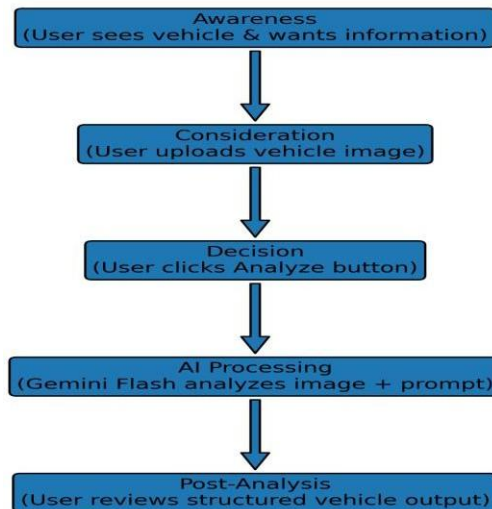 Awareness
(User sees vehicle & wants information)
Consideration
(User uploads vehicle image)
Decision
(User clicks Analyze button)
AI Processing
(Gemini Flash analyzes image + prompt)
Post-Analysis
(User reviews structured vehicle output)